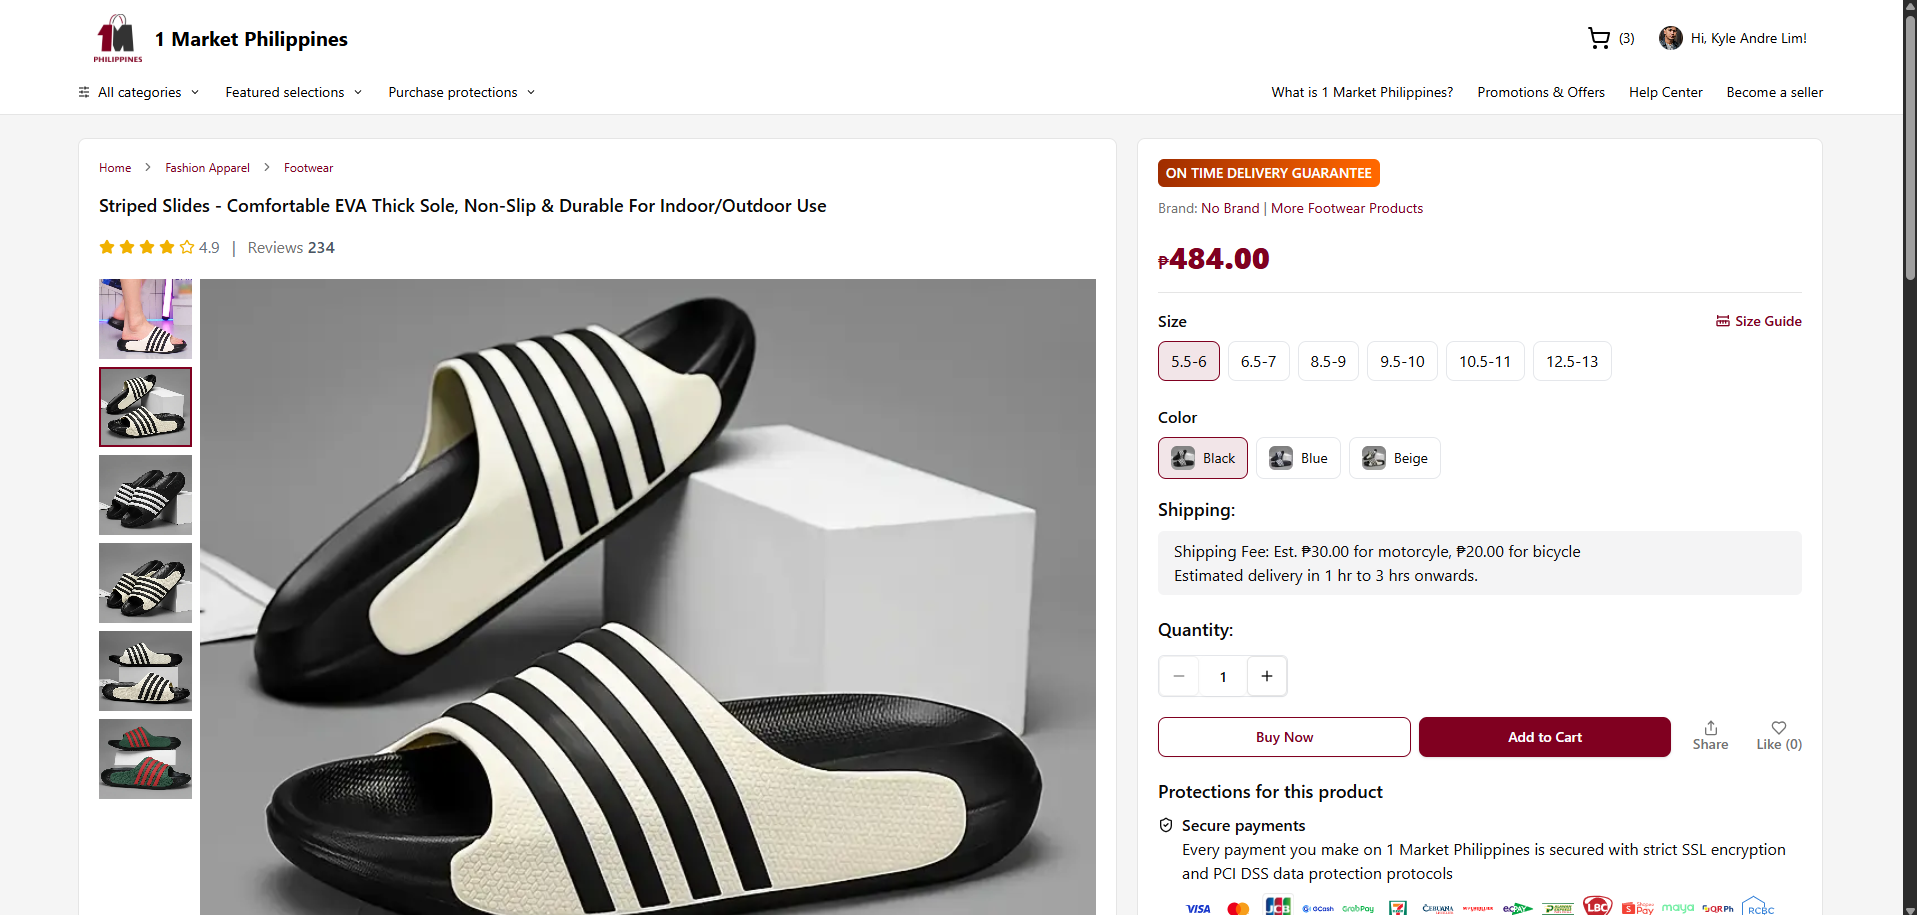 PHILIPPINES
1 Market Philippines
(3)
Hi, Kyle Andre Lim!
All categories
Featured selections
Purchase protections
What is 1 Market Philippines?
Promotions & Offers
Help Center
Become a seller
Home > Fashion Apparel > Footwear
Striped Slides - Comfortable EVA Thick Sole, Non-Slip & Durable For Indoor/Outdoor Use
4.9 | Reviews 234
ON TIME DELIVERY GUARANTEE
Brand: No Brand | More Footwear Products
₱484.00
Size
Size Guide
5.5-6
6.5-7
8.5-9
9.5-10
10.5-11
12.5-13
Color
Black
Blue
Beige
Shipping:
Shipping Fee: Est. ₱30.00 for motorcyle, ₱20.00 for bicycle
Estimated delivery in 1 hr to 3 hrs onwards.
Quantity:
1
Buy Now
Add to Cart
Share
Like (0)
Protections for this product
Secure payments
Every payment you make on 1 Market Philippines is secured with strict SSL encryption
and PCI DSS data protection protocols
VISA
JCB
GCash
GrabPay
CEBUANA
ECPAY
LBC
Pay
maya
QR PH
RCBC